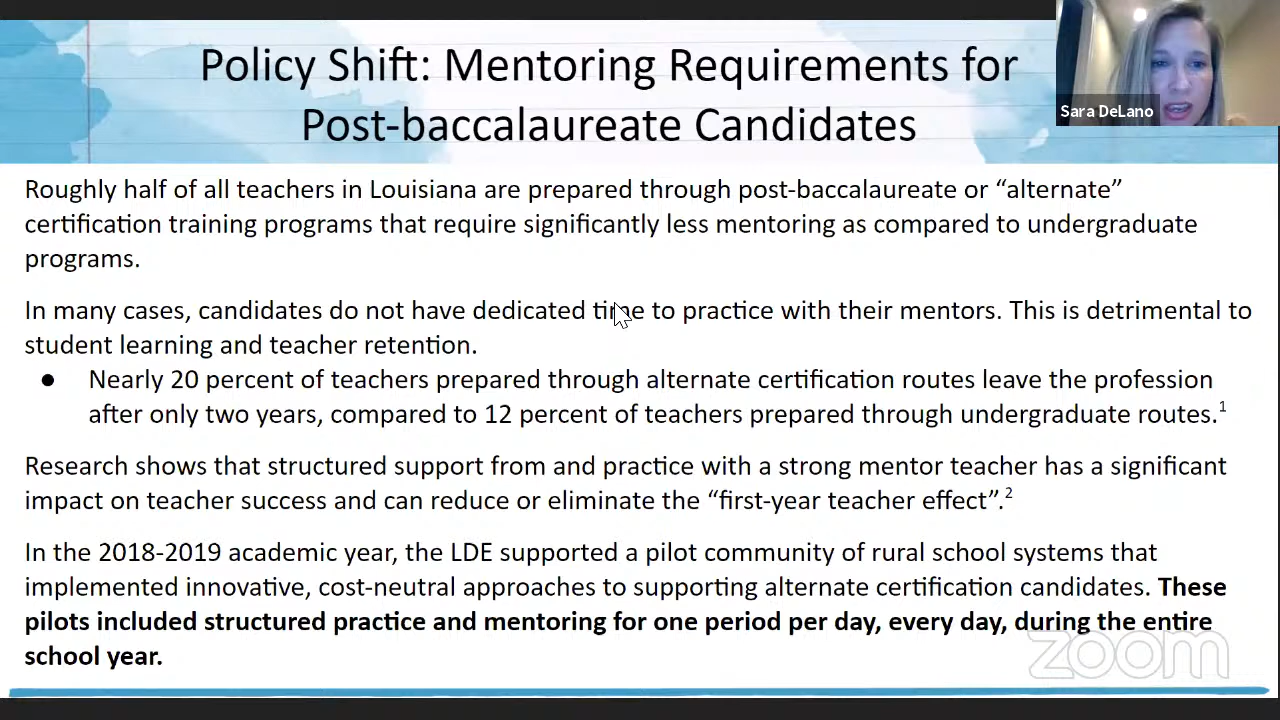 Policy Shift: Mentoring Requirements for
Post-baccalaureate Candidates
Sara DeLano
Roughly half of all teachers in Louisiana are prepared through post-baccalaureate or “alternate”
certification training programs that require significantly less mentoring as compared to undergraduate
programs.
In many cases, candidates do not have dedicated time to practice with their mentors. This is detrimental to
student learning and teacher retention.
● Nearly 20 percent of teachers prepared through alternate certification routes leave the profession
after only two years, compared to 12 percent of teachers prepared through undergraduate routes.1
Research shows that structured support from and practice with a strong mentor teacher has a significant
impact on teacher success and can reduce or eliminate the “first-year teacher effect”.2
In the 2018-2019 academic year, the LDE supported a pilot community of rural school systems that
implemented innovative, cost-neutral approaches to supporting alternate certification candidates. These
pilots included structured practice and mentoring for one period per day, every day, during the entire
school year.
zoom